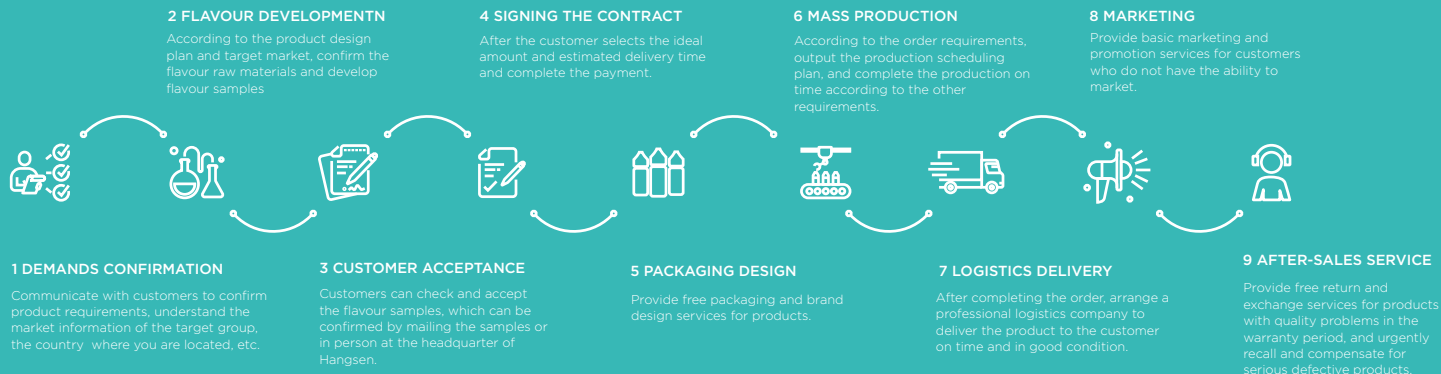 2 FLAVOUR DEVELOPMENTN
According to the product design
plan and target market, confirm the
flavour raw materials and develop
flavour samples
4 SIGNING THE CONTRACT
After the customer selects the ideal
amount and estimated delivery time
and complete the payment.
6 MASS PRODUCTION
According to the order requirements,
output the production scheduling
plan, and complete the production on
time according to the other
requirements.
8 MARKETING
Provide basic marketing and
promotion services for customers
who do not have the ability to
market.
1 DEMANDS CONFIRMATION
Communicate with customers to confirm
product requirements, understand the
market information of the target group,
the country where you are located, etc.
3 CUSTOMER ACCEPTANCE
Customers can check and accept
the flavour samples, which can be
confirmed by mailing the samples or
in person at the headquarter of
Hangsen.
5 PACKAGING DESIGN
Provide free packaging and brand
design services for products.
7 LOGISTICS DELIVERY
After completing the order, arrange a
professional logistics company to
deliver the product to the customer
on time and in good condition.
9 AFTER-SALES SERVICE
Provide free return and
exchange services for products
with quality problems in the
warranty period, and urgently
recall and compensate for
serious defective products.